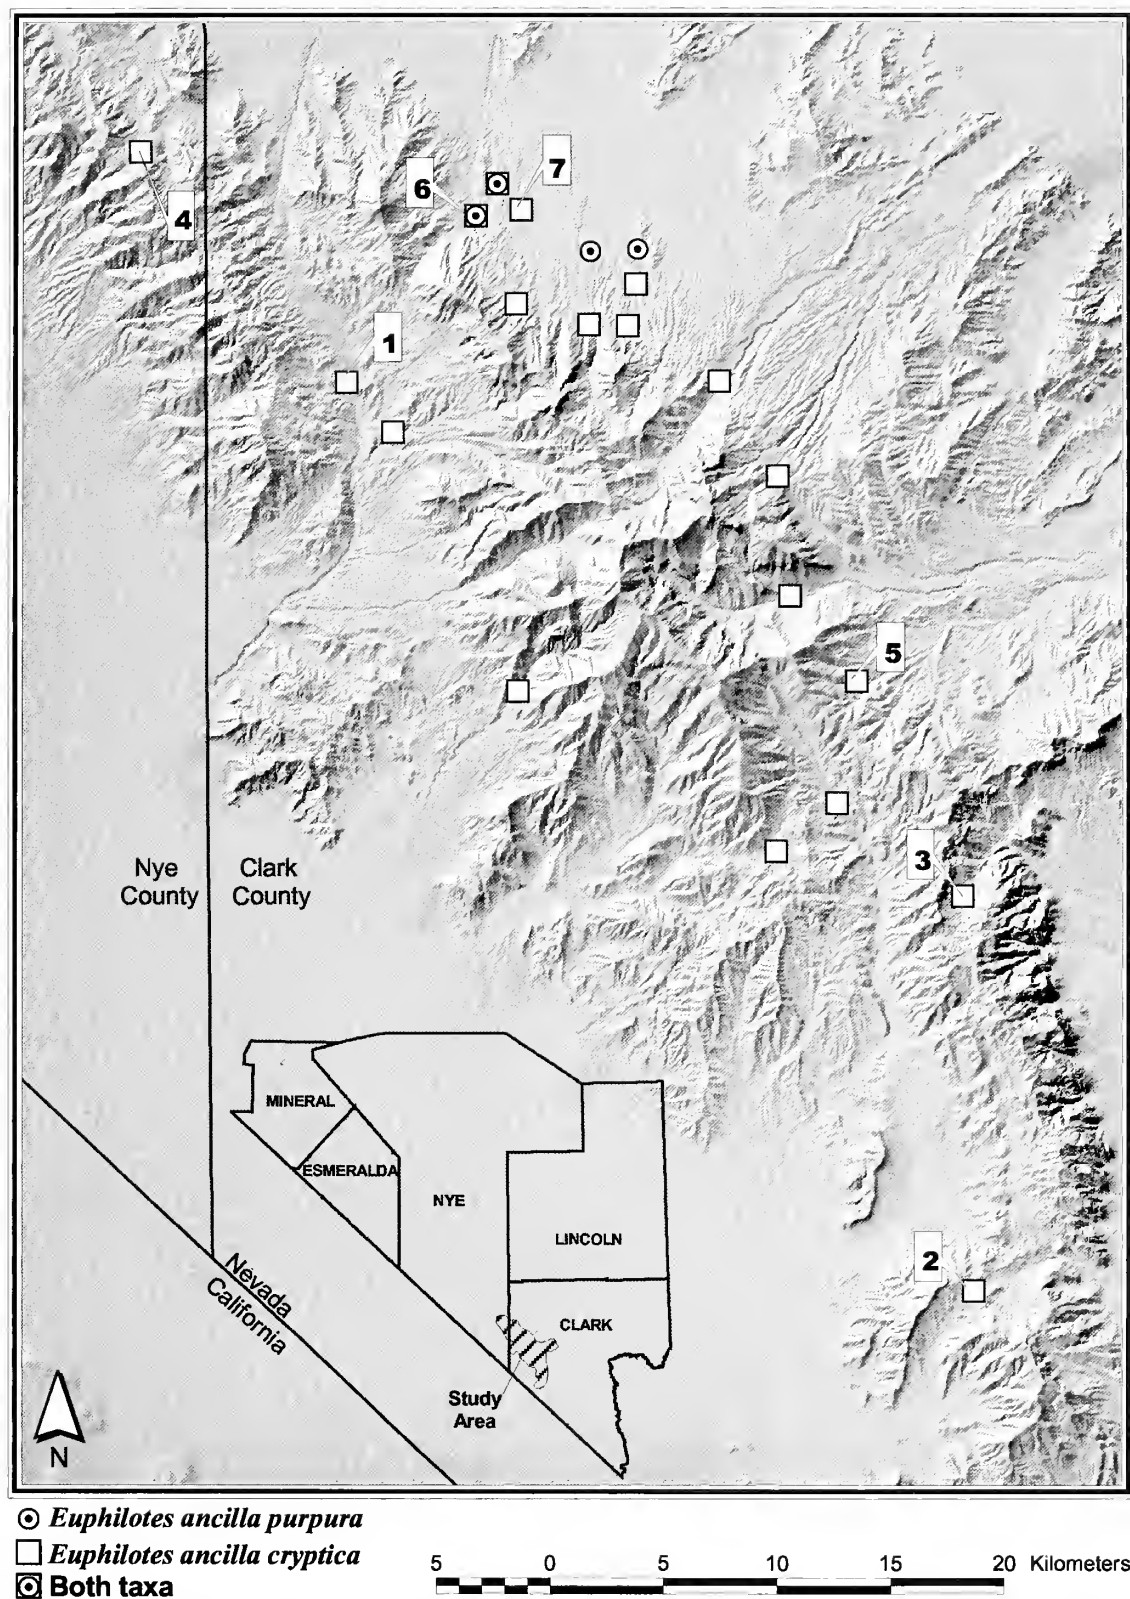 4
6
7
1
5
3
2
Nye
County
Clark
County
MINERAL
ESMERALDA
NYE
LINCOLN
CLARK
Study
Area
Nevada
California
N
Euphilotes ancilla purpura
Euphilotes ancilla cryptica
Both taxa
5 0 5 10 15 20 Kilometers